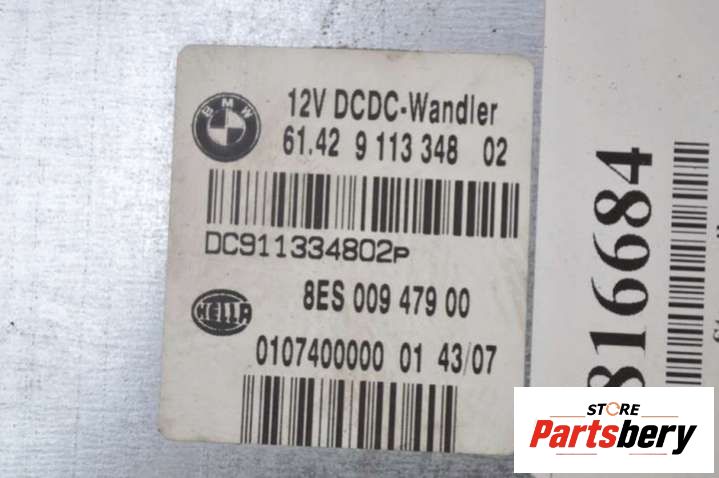 BMW
12V DCDC-Wandler
61.42 9 113 348 02
DC911334802P
8ES 009 479 00
HELLA
0107400000 01 43/07
816684
STORE
Partsbery